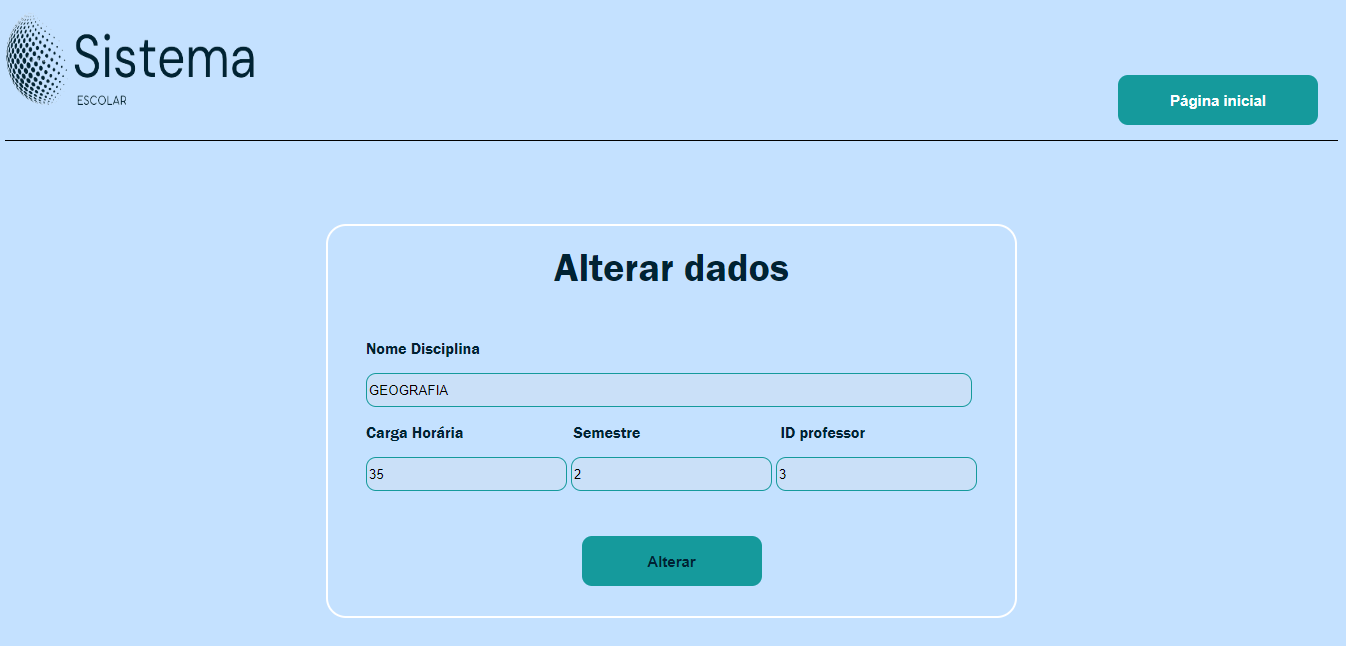 Sistema
ESCOLAR
Página inicial
Alterar dados
Nome Disciplina
GEOGRAFIA
Carga Horária Semestre ID professor
35 2 3
Alterar